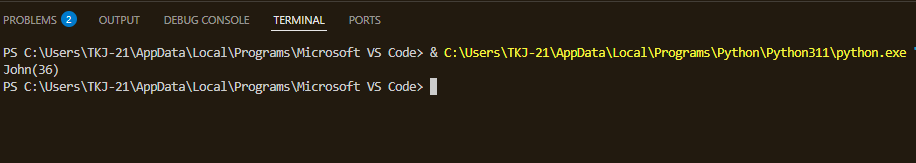 PROBLEMS 2 OUTPUT DEBUG CONSOLE TERMINAL PORTS
PS C:\Users\TKJ-21\AppData\Local\Programs\Microsoft VS Code> & C:\Users\TKJ-21\AppData\Local\Programs\Python\Python311\python.exe
John(36)
PS C:\Users\TKJ-21\AppData\Local\Programs\Microsoft VS Code>